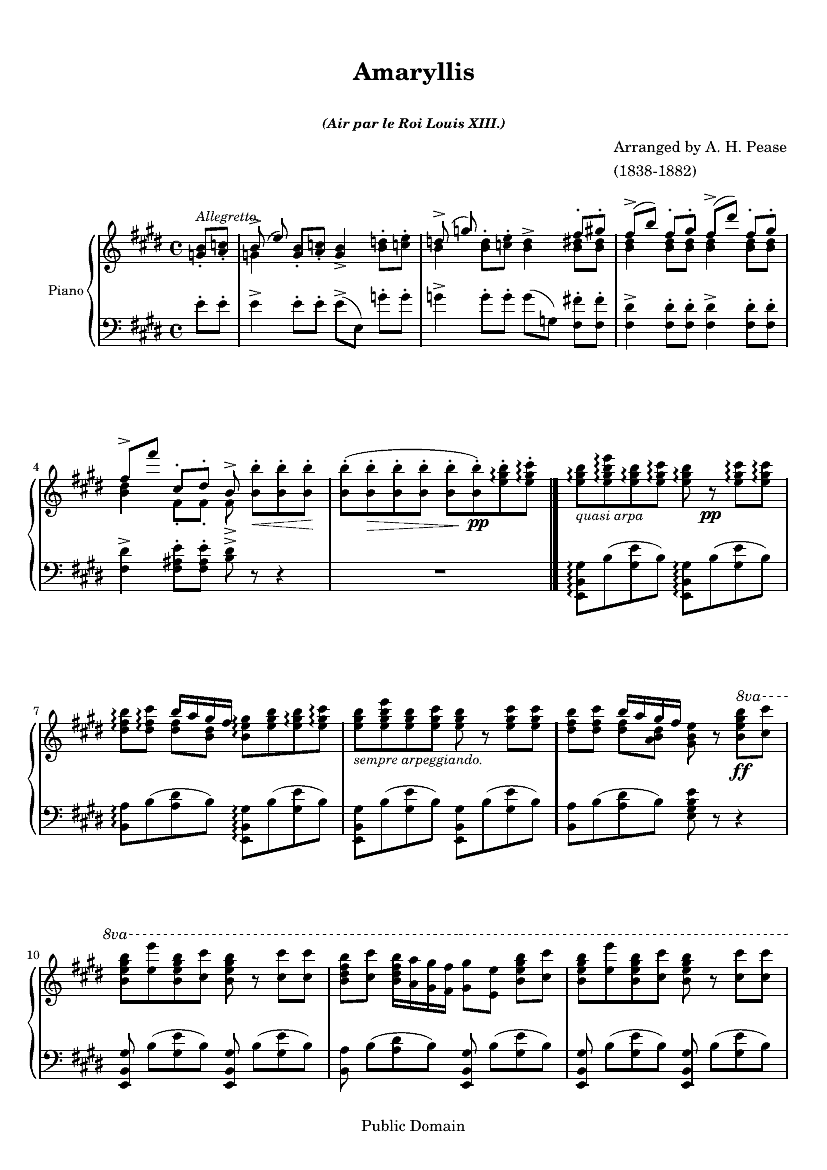 Amaryllis
(Air par le Roi Louis XIII.)
Arranged by A. H. Pease
(1838-1882)
Allegretto
Piano
4
pp
quasi arpa
pp
7
8va
sempre arpeggiando.
ff
8va
10
Public Domain